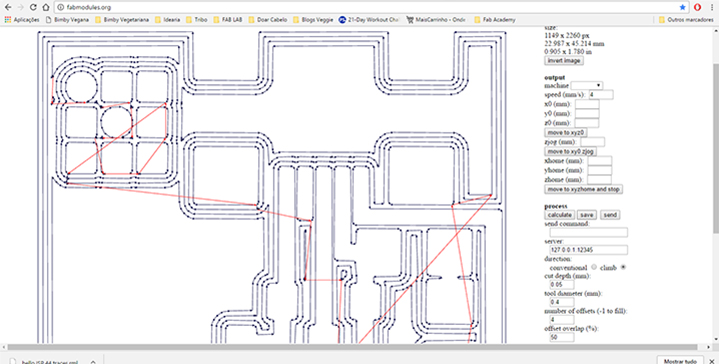 fabmodules.org
Aplicações Bimby Vegana Bimby Vegetariana Idearia Tribo FAB LAB Doar Cabelo Blogs Veggie 21-Day Workout Cha MaisCarrinho - Onde Fab Academy Outros marcadores
size:
1149 x 2260 px
22.987 x 45.214 mm
0.905 x 1.780 in
invert image
output
machine
speed (mm/s): 4
x0 (mm):
y0 (mm):
z0 (mm):
move to xyz0
zjog (mm):
move to xy0 zjog
xhome (mm):
yhome (mm):
zhome (mm):
move to xyzhome and stop
process
calculate save send
send command:
server:
127.0.0.1:12345
direction:
conventional climb
cut depth (mm):
0.05
tool diameter (mm):
0.4
number of offsets (-1 to fill):
4
offset overlap (%):
50
hello.ISP.44.traces.rml
Mostrar tudo